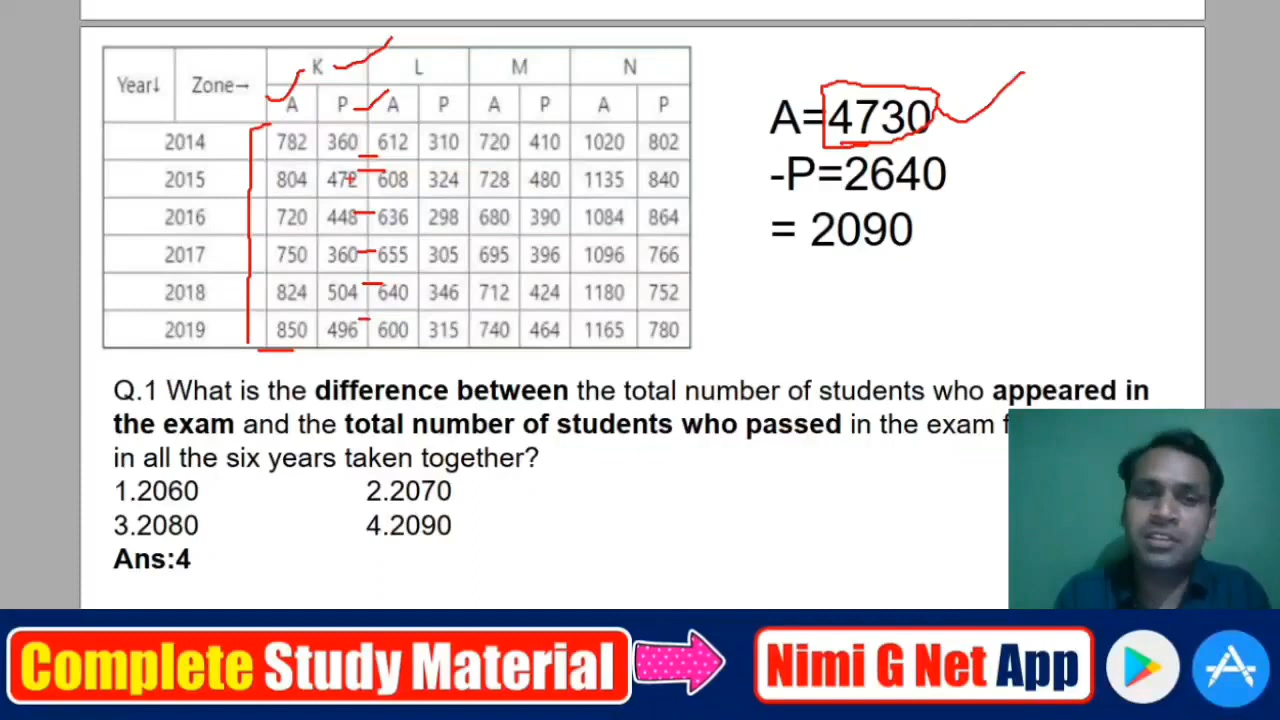 Year↓ Zone→ K L M N
A P A P A P A P
2014 782 360 612 310 720 410 1020 802
2015 804 472 608 324 728 480 1135 840
2016 720 448 636 298 680 390 1084 864
2017 750 360 655 305 695 396 1096 766
2018 824 504 640 346 712 424 1180 752
2019 850 496 600 315 740 464 1165 780
A=4730
-P=2640
= 2090
Q.1 What is the difference between the total number of students who appeared in
the exam and the total number of students who passed in the exam
in all the six years taken together?
1.2060 2.2070
3.2080 4.2090
Ans:4
Complete Study Material
Nimi G Net App